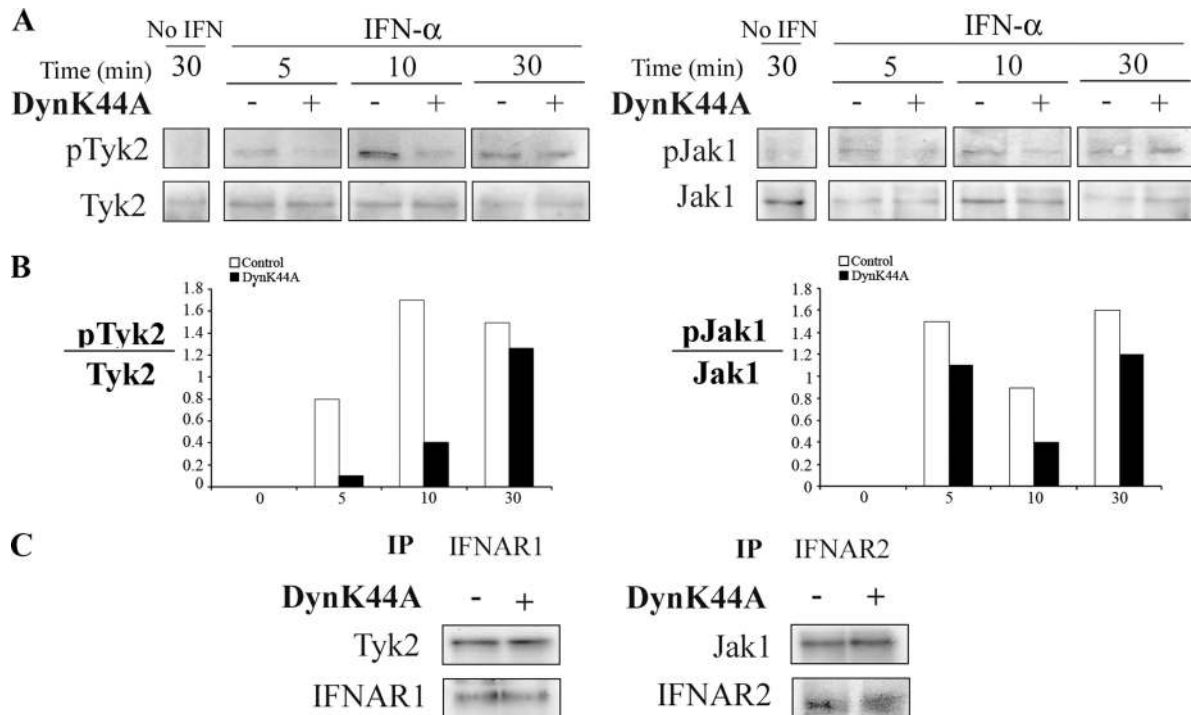 A
No IFN IFN-α
Time (min) 30 5 10 30
DynK44A - + - + - +
pTyk2
Tyk2
No IFN IFN-α
Time (min) 30 5 10 30
DynK44A - + - + - +
pJak1
Jak1
B
Control
DynK44A
pTyk2
Tyk2
1.8
1.6
1.4
1.2
1
0.8
0.6
0.4
0.2
0
0 5 10 30
Control
DynK44A
pJak1
Jak1
1.8
1.6
1.4
1.2
1
0.8
0.6
0.4
0.2
0
0 5 10 30
C
IP IFNAR1
DynK44A - +
Tyk2
IFNAR1
IP IFNAR2
DynK44A - +
Jak1
IFNAR2